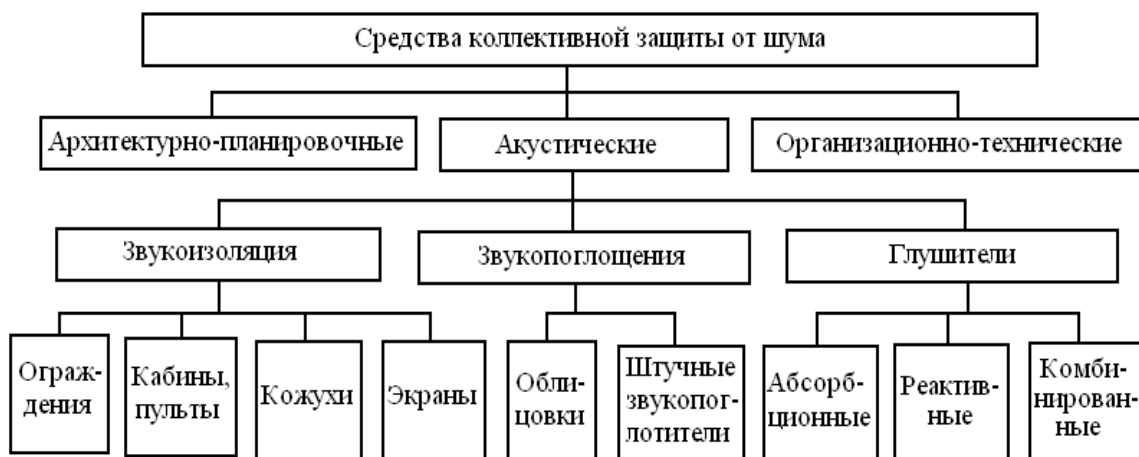 Средства коллективной защиты от шума
Архитектурно-планировочные
Акустические
Организационно-технические
Звукоизоляция
Звукопоглощения
Глушители
Ограж-
дения
Кабины,
пульты
Кожухи
Экраны
Обли-
цовки
Штучные
звукопог-
лотители
Абсорб-
ционные
Реактив-
ные
Комби-
нирован-
ные